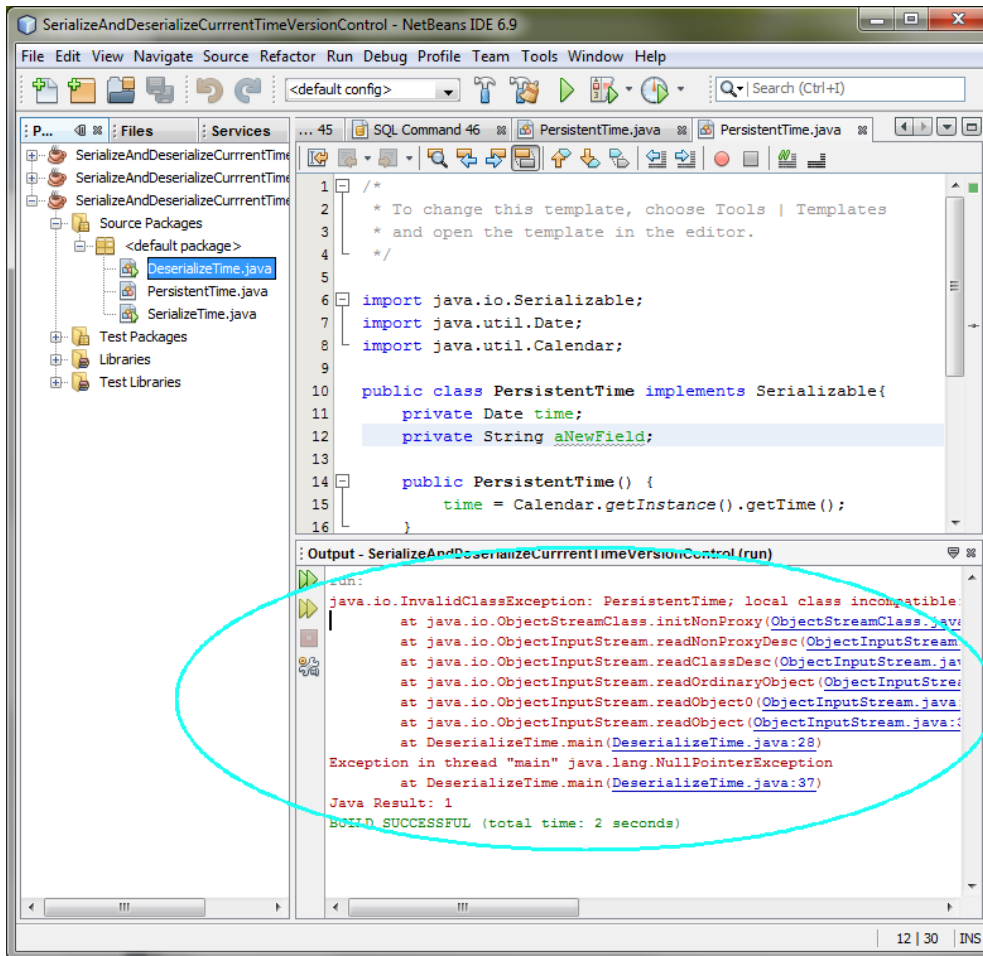 SerializeAndDeserializeCurrrentTimeVersionControl - NetBeans IDE 6.9
File Edit View Navigate Source Refactor Run Debug Profile Team Tools Window Help
<default config>
Search (Ctrl+I)
P... Files Services
... 45 SQL Command 46 PersistentTime.java PersistentTime.java
SerializeAndDeserializeCurrrentTime
SerializeAndDeserializeCurrrentTime
SerializeAndDeserializeCurrrentTime
Source Packages
<default package>
DeserializeTime.java
PersistentTime.java
SerializeTime.java
Test Packages
Libraries
Test Libraries
1 /*
2 * To change this template, choose Tools | Templates
3 * and open the template in the editor.
4 */
5
6 import java.io.Serializable;
7 import java.util.Date;
8 import java.util.Calendar;
9
10 public class PersistentTime implements Serializable{
11 private Date time;
12 private String aNewField;
13
14 public PersistentTime() {
15 time = Calendar.getInstance().getTime();
16 }
Output - SerializeAndDeserializeCurrrentTimeVersionControl (run)
run:
java.io.InvalidClassException: PersistentTime; local class incompatible:
at java.io.ObjectStreamClass.initNonProxy(ObjectStreamClass.java
at java.io.ObjectInputStream.readNonProxyDesc(ObjectInputStream
at java.io.ObjectInputStream.readClassDesc(ObjectInputStream.jav
at java.io.ObjectInputStream.readOrdinaryObject(ObjectInputStrea
at java.io.ObjectInputStream.readObject0(ObjectInputStream.java:
at java.io.ObjectInputStream.readObject(ObjectInputStream.java:3
at DeserializeTime.main(DeserializeTime.java:28)
Exception in thread "main" java.lang.NullPointerException
at DeserializeTime.main(DeserializeTime.java:37)
Java Result: 1
BUILD SUCCESSFUL (total time: 2 seconds)
12 | 30 INS